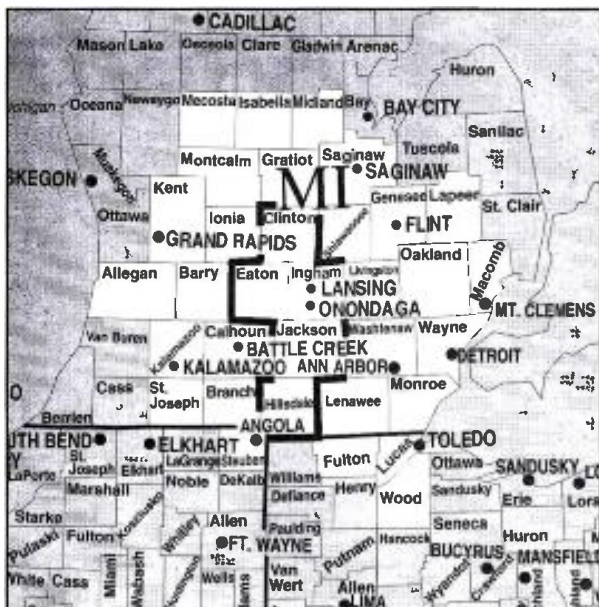 CADILLAC
Mason Lake Osceola Clare Gladwin Arenac
Huron
Oceana Newaygo Mecosta Isabella Midland Bay
BAY CITY
Sanilac
Tuscola
Montcalm Gratiot Saginaw
SKEGON Muskegon SAGINAW
MI
Kent Genesee Lapeer
Ottawa Ionia Clinton Shiawassee FLINT St. Clair
GRAND RAPIDS
Oakland
Allegan Barry Eaton Ingham Livingston Macomb
LANSING
ONONDAGA MT. CLEMENS
Van Buren Kalamazoo Calhoun Jackson Washtenaw Wayne
BATTLE CREEK DETROIT
KALAMAZOO ANN ARBOR
Cass St. Joseph Branch Hillsdale Lenawee Monroe
Berrien
ANGOLA
UTH BEND ELKHART TOLEDO
St. Joseph Elkhart LaGrange Steuben Williams Fulton Lucas Ottawa
LaPorte SANDUSKY
Marshall Noble DeKalb Defiance Henry Wood Sandusky Erie
Starke Kosciusko
Pulaski Fulton Whitley Allen Paulding Putnam Hancock Seneca Huron
FT. WAYNE BUCYRUS MANSFIELD
White Cass Miami Wabash Huntington Wells Van Wert Allen Wyandot Crawford
LIMA